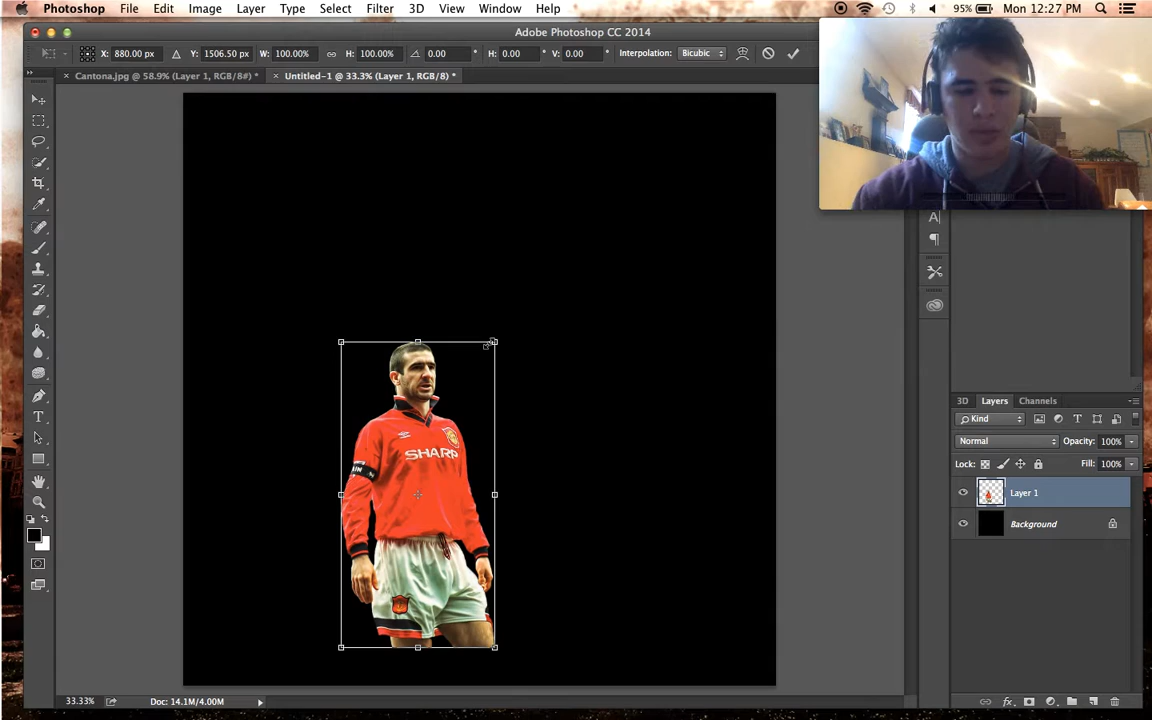 Photoshop File Edit Image Layer Type Select Filter 3D View Window Help 95% Mon 12:27 PM
Adobe Photoshop CC 2014
X: 880.00 px Y: 1506.50 px W: 100.00% H: 100.00% 0.00 ° H: 0.00 ° V: 0.00 ° Interpolation: Bicubic
× Cantona.jpg @ 58.9% (Layer 1, RGB/8#) * × Untitled-1 @ 33.3% (Layer 1, RGB/8) *
A|
3D Layers Channels
Kind T
Normal Opacity: 100%
SHARP
Lock: Fill: 100%
Layer 1
T
Background
fx
33.33% Doc: 14.1M/4.00M